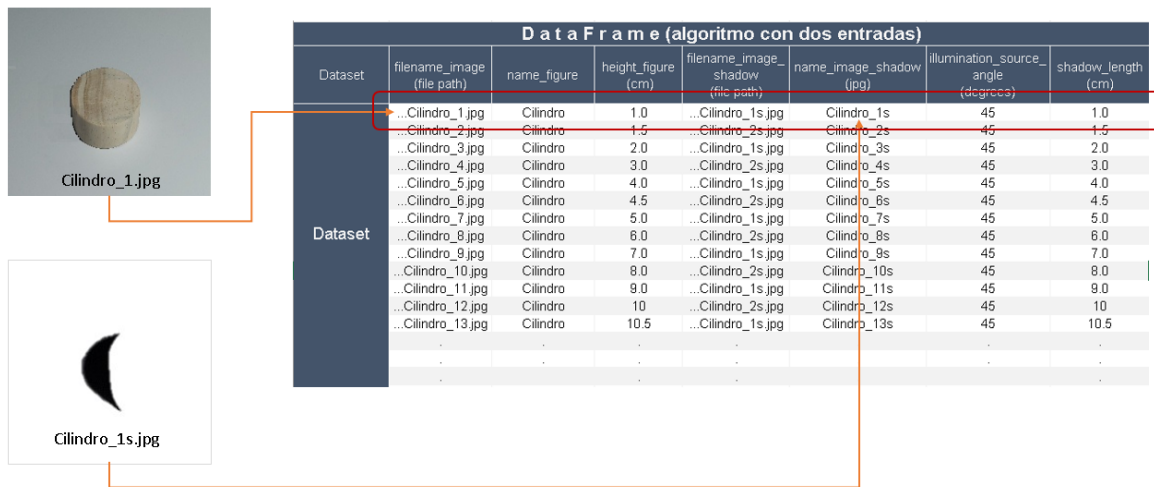 D a t a F r a m e (algoritmo con dos entradas)
Dataset filename_image (file path) name_figure height_figure (cm) filename_image_shadow (file path) name_image_shadow (jpg) illumination_source_angle (degrees) shadow_length (cm)
...Cilindro_1.jpg Cilindro 1.0 ...Cilindro_1s.jpg Cilindro_1s 45 1.0
...Cilindro_2.jpg Cilindro 1.5 ...Cilindro_2s.jpg Cilindro_2s 45 1.5
...Cilindro_3.jpg Cilindro 2.0 ...Cilindro_1s.jpg Cilindro_3s 45 2.0
...Cilindro_4.jpg Cilindro 3.0 ...Cilindro_2s.jpg Cilindro_4s 45 3.0
...Cilindro_5.jpg Cilindro 4.0 ...Cilindro_1s.jpg Cilindro_5s 45 4.0
...Cilindro_6.jpg Cilindro 4.5 ...Cilindro_2s.jpg Cilindro_6s 45 4.5
...Cilindro_7.jpg Cilindro 5.0 ...Cilindro_1s.jpg Cilindro_7s 45 5.0
Dataset
...Cilindro_8.jpg Cilindro 6.0 ...Cilindro_2s.jpg Cilindro_8s 45 6.0
...Cilindro_9.jpg Cilindro 7.0 ...Cilindro_1s.jpg Cilindro_9s 45 7.0
...Cilindro_10.jpg Cilindro 8.0 ...Cilindro_2s.jpg Cilindro_10s 45 8.0
...Cilindro_11.jpg Cilindro 9.0 ...Cilindro_1s.jpg Cilindro_11s 45 9.0
...Cilindro_12.jpg Cilindro 10 ...Cilindro_2s.jpg Cilindro_12s 45 10
...Cilindro_13.jpg Cilindro 10.5 ...Cilindro_1s.jpg Cilindro_13s 45 10.5
. . . . . .
. . . . . .
. . . .
Cilindro_1.jpg
Cilindro_1s.jpg